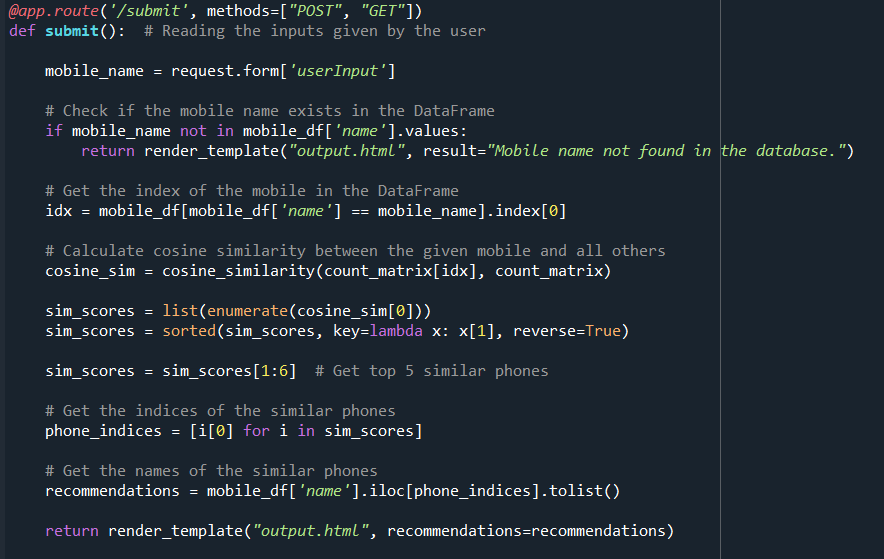 @app.route('/submit', methods=["POST", "GET"])
def submit():  # Reading the inputs given by the user
    mobile_name = request.form['userInput']
    # Check if the mobile name exists in the DataFrame
    if mobile_name not in mobile_df['name'].values:
        return render_template("output.html", result="Mobile name not found in the database.")
    # Get the index of the mobile in the DataFrame
    idx = mobile_df[mobile_df['name'] == mobile_name].index[0]
    # Calculate cosine similarity between the given mobile and all others
    cosine_sim = cosine_similarity(count_matrix[idx], count_matrix)
    sim_scores = list(enumerate(cosine_sim[0]))
    sim_scores = sorted(sim_scores, key=lambda x: x[1], reverse=True)
    sim_scores = sim_scores[1:6]  # Get top 5 similar phones
    # Get the indices of the similar phones
    phone_indices = [i[0] for i in sim_scores]
    # Get the names of the similar phones
    recommendations = mobile_df['name'].iloc[phone_indices].tolist()
    return render_template("output.html", recommendations=recommendations)